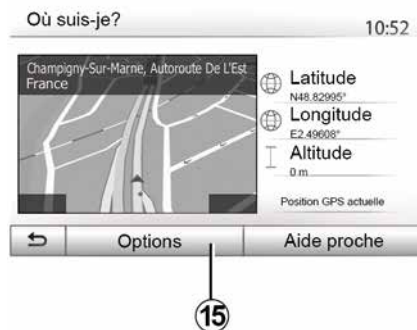 Où suis-je?
10:52
Champigny-Sur-Marne, Autoroute De L'Est
France
Latitude
N48.82995°
Longitude
E2.49608°
Altitude
0 m
Position GPS actuelle
Options
Aide proche
15